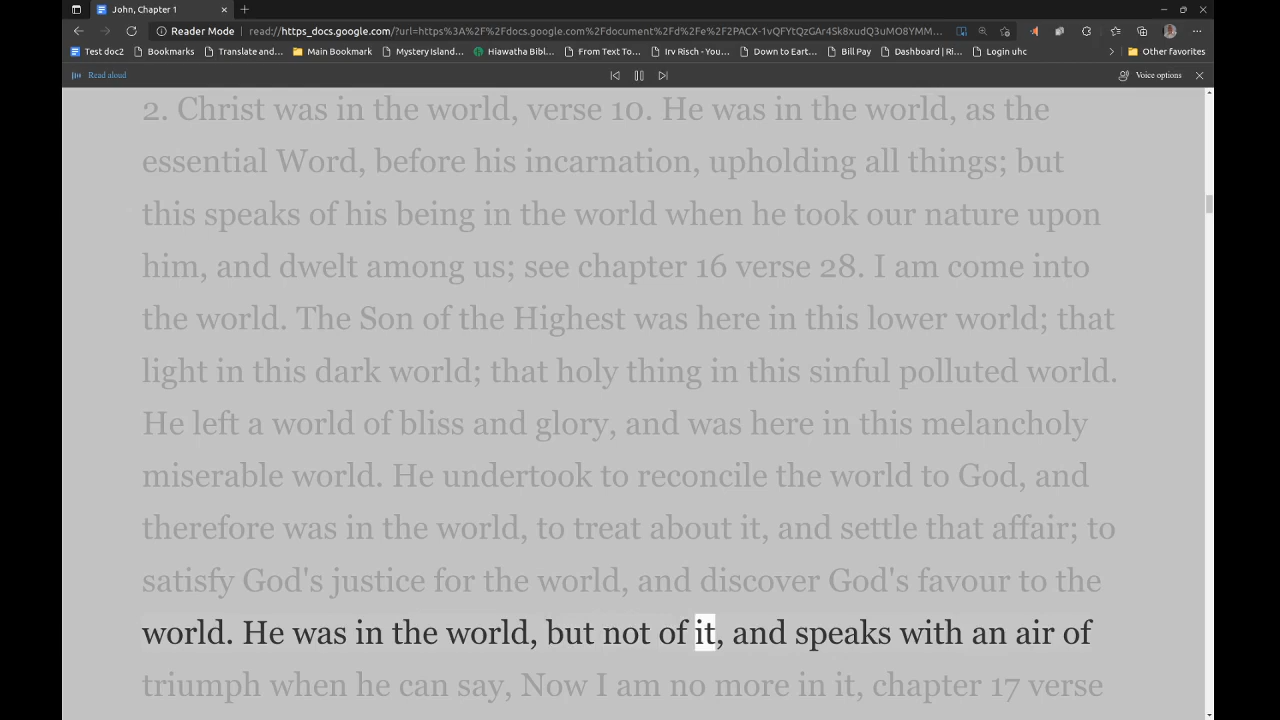 John, Chapter 1
Reader Mode read://https_docs.google.com/?url=https%3A%2F%2Fdocs.google.com%2Fdocument%2Fd%2Fe%2F2PACX-1vQFYtQzGAr4Sk8xudQ3uMO8YMM...
Test doc2 Bookmarks Translate and... Main Bookmark Mystery Island... Hiawatha Bibl... From Text To... Irv Risch - You... Down to Eart... Bill Pay Dashboard | Ri... Login uhc Other favorites
Read aloud Voice options
2. Christ was in the world, verse 10. He was in the world, as the
essential Word, before his incarnation, upholding all things; but
this speaks of his being in the world when he took our nature upon
him, and dwelt among us; see chapter 16 verse 28. I am come into
the world. The Son of the Highest was here in this lower world; that
light in this dark world; that holy thing in this sinful polluted world.
He left a world of bliss and glory, and was here in this melancholy
miserable world. He undertook to reconcile the world to God, and
therefore was in the world, to treat about it, and settle that affair; to
satisfy God's justice for the world, and discover God's favour to the
world. He was in the world, but not of it, and speaks with an air of
triumph when he can say, Now I am no more in it, chapter 17 verse